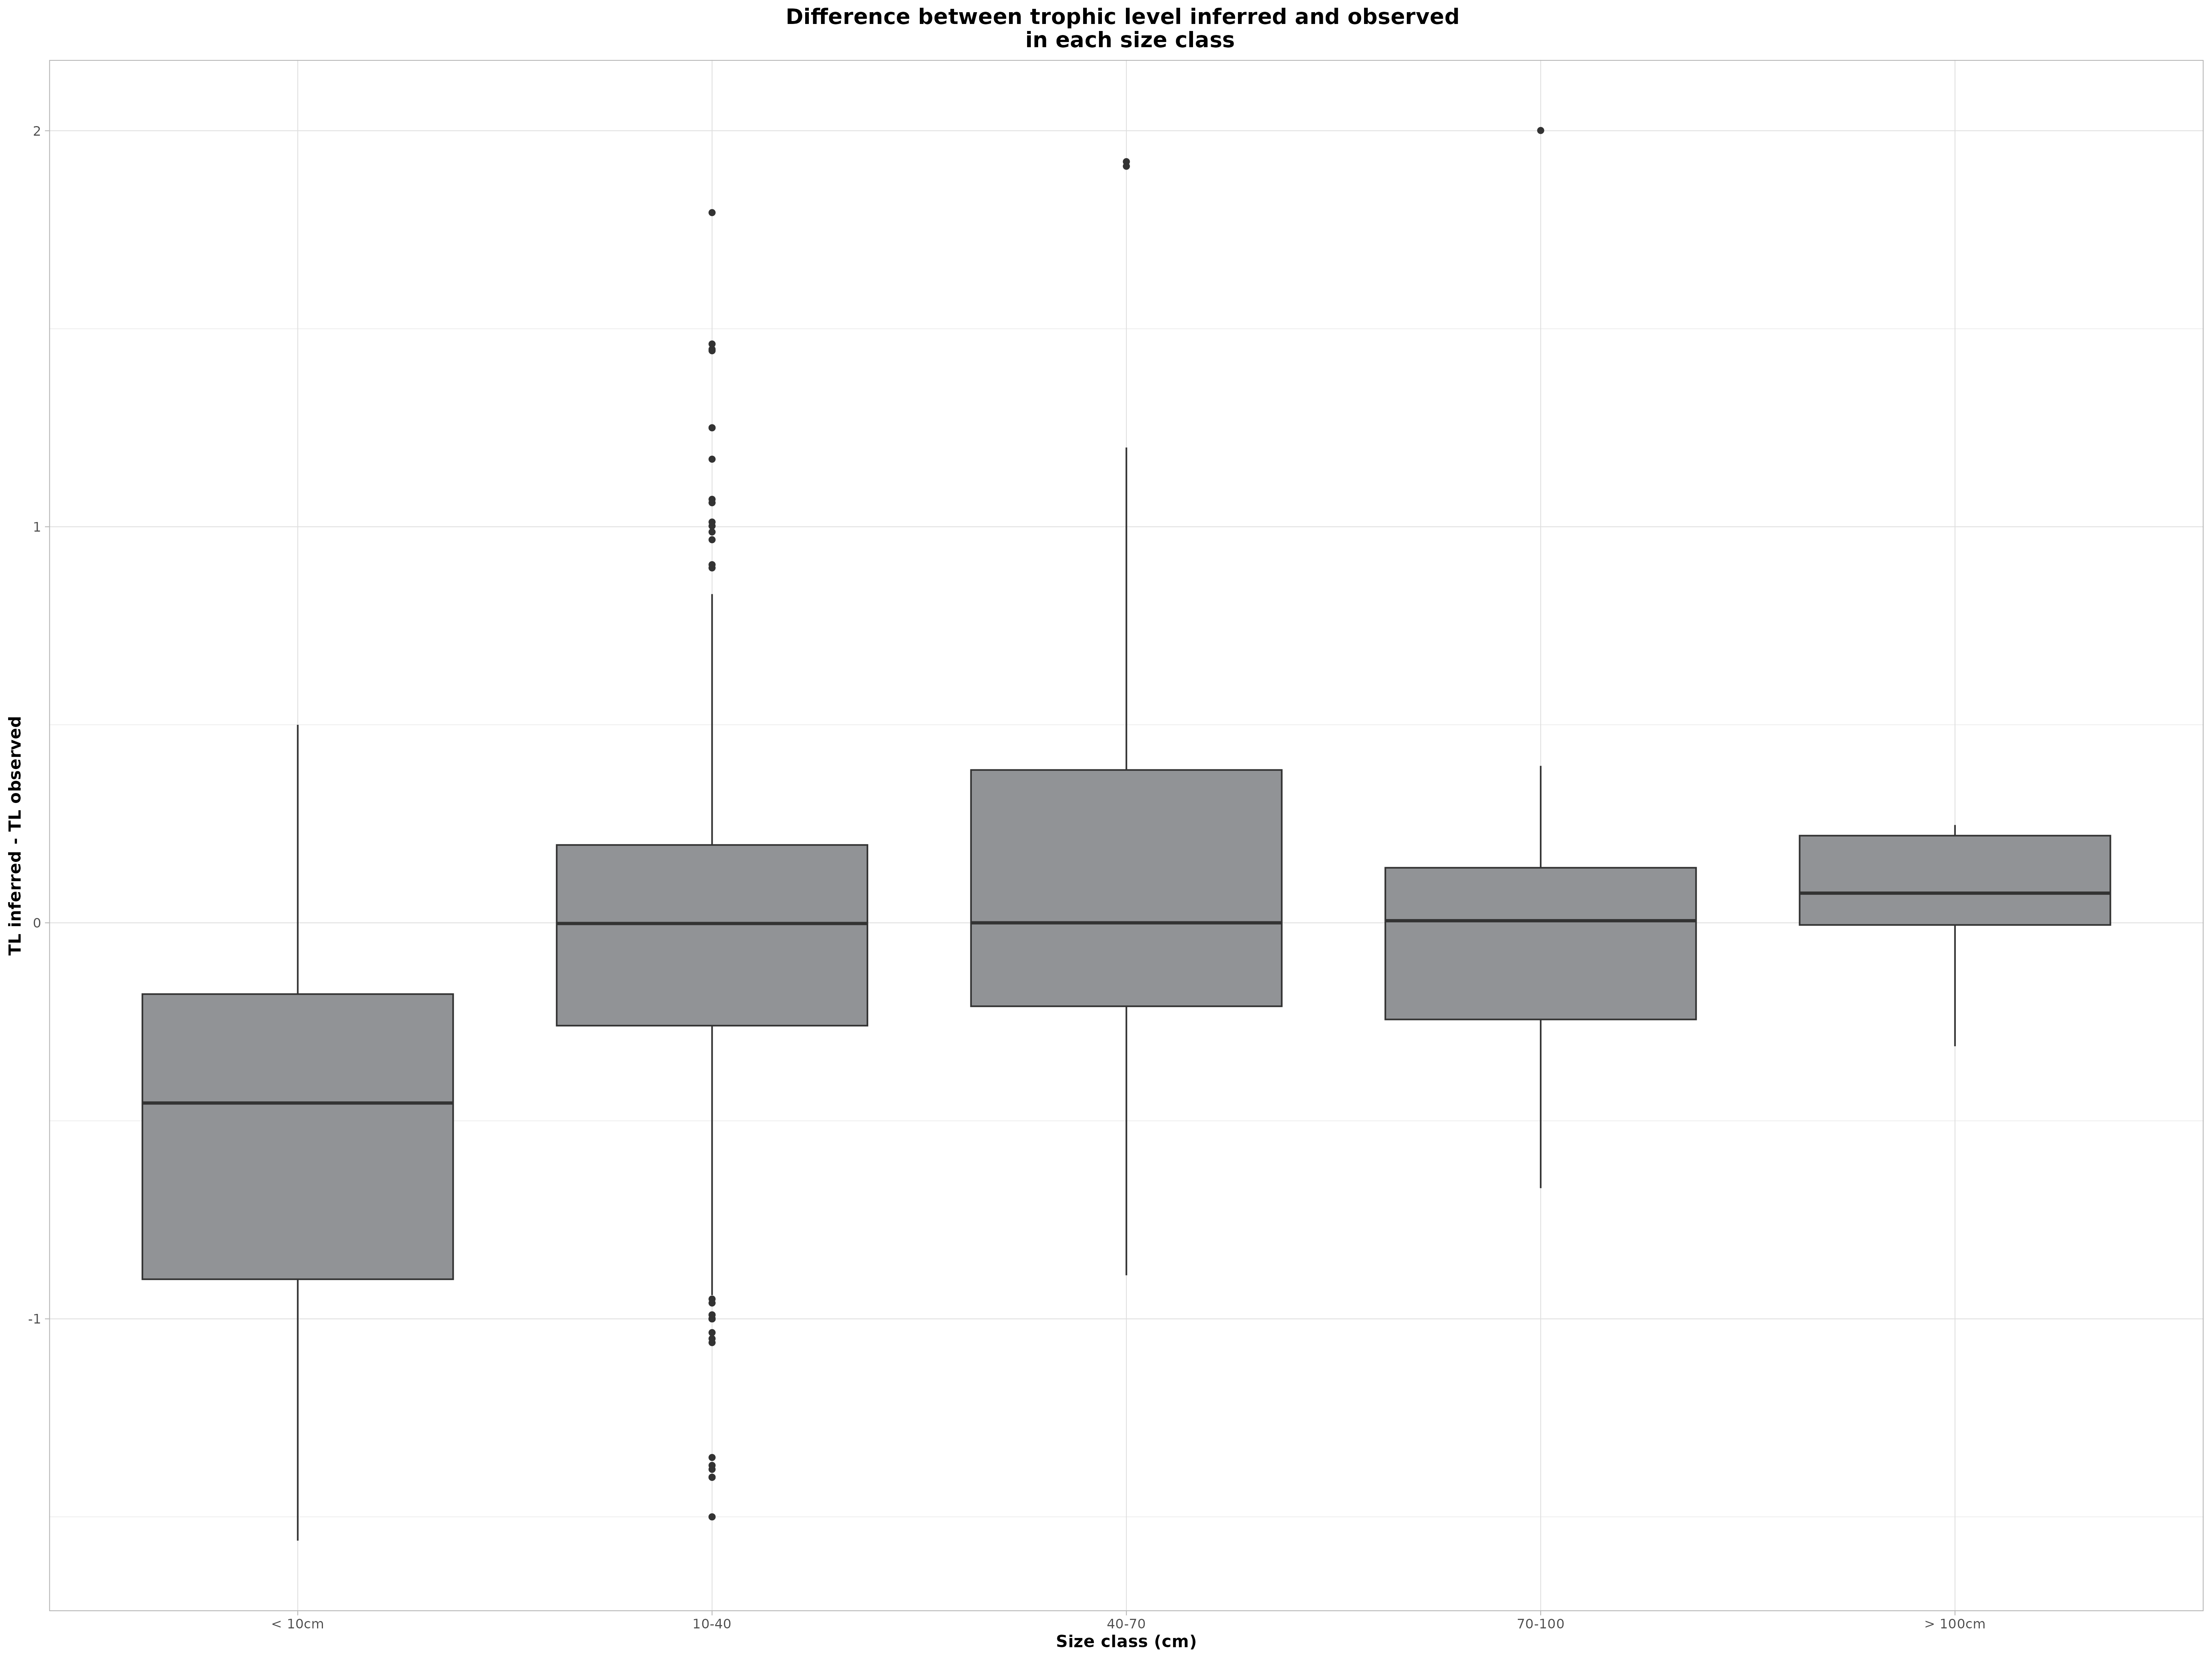 Difference between trophic level inferred and observed
in each size class
TL inferred - TL observed
2
1
0
-1
< 10cm
10-40
40-70
70-100
> 100cm
Size class (cm)